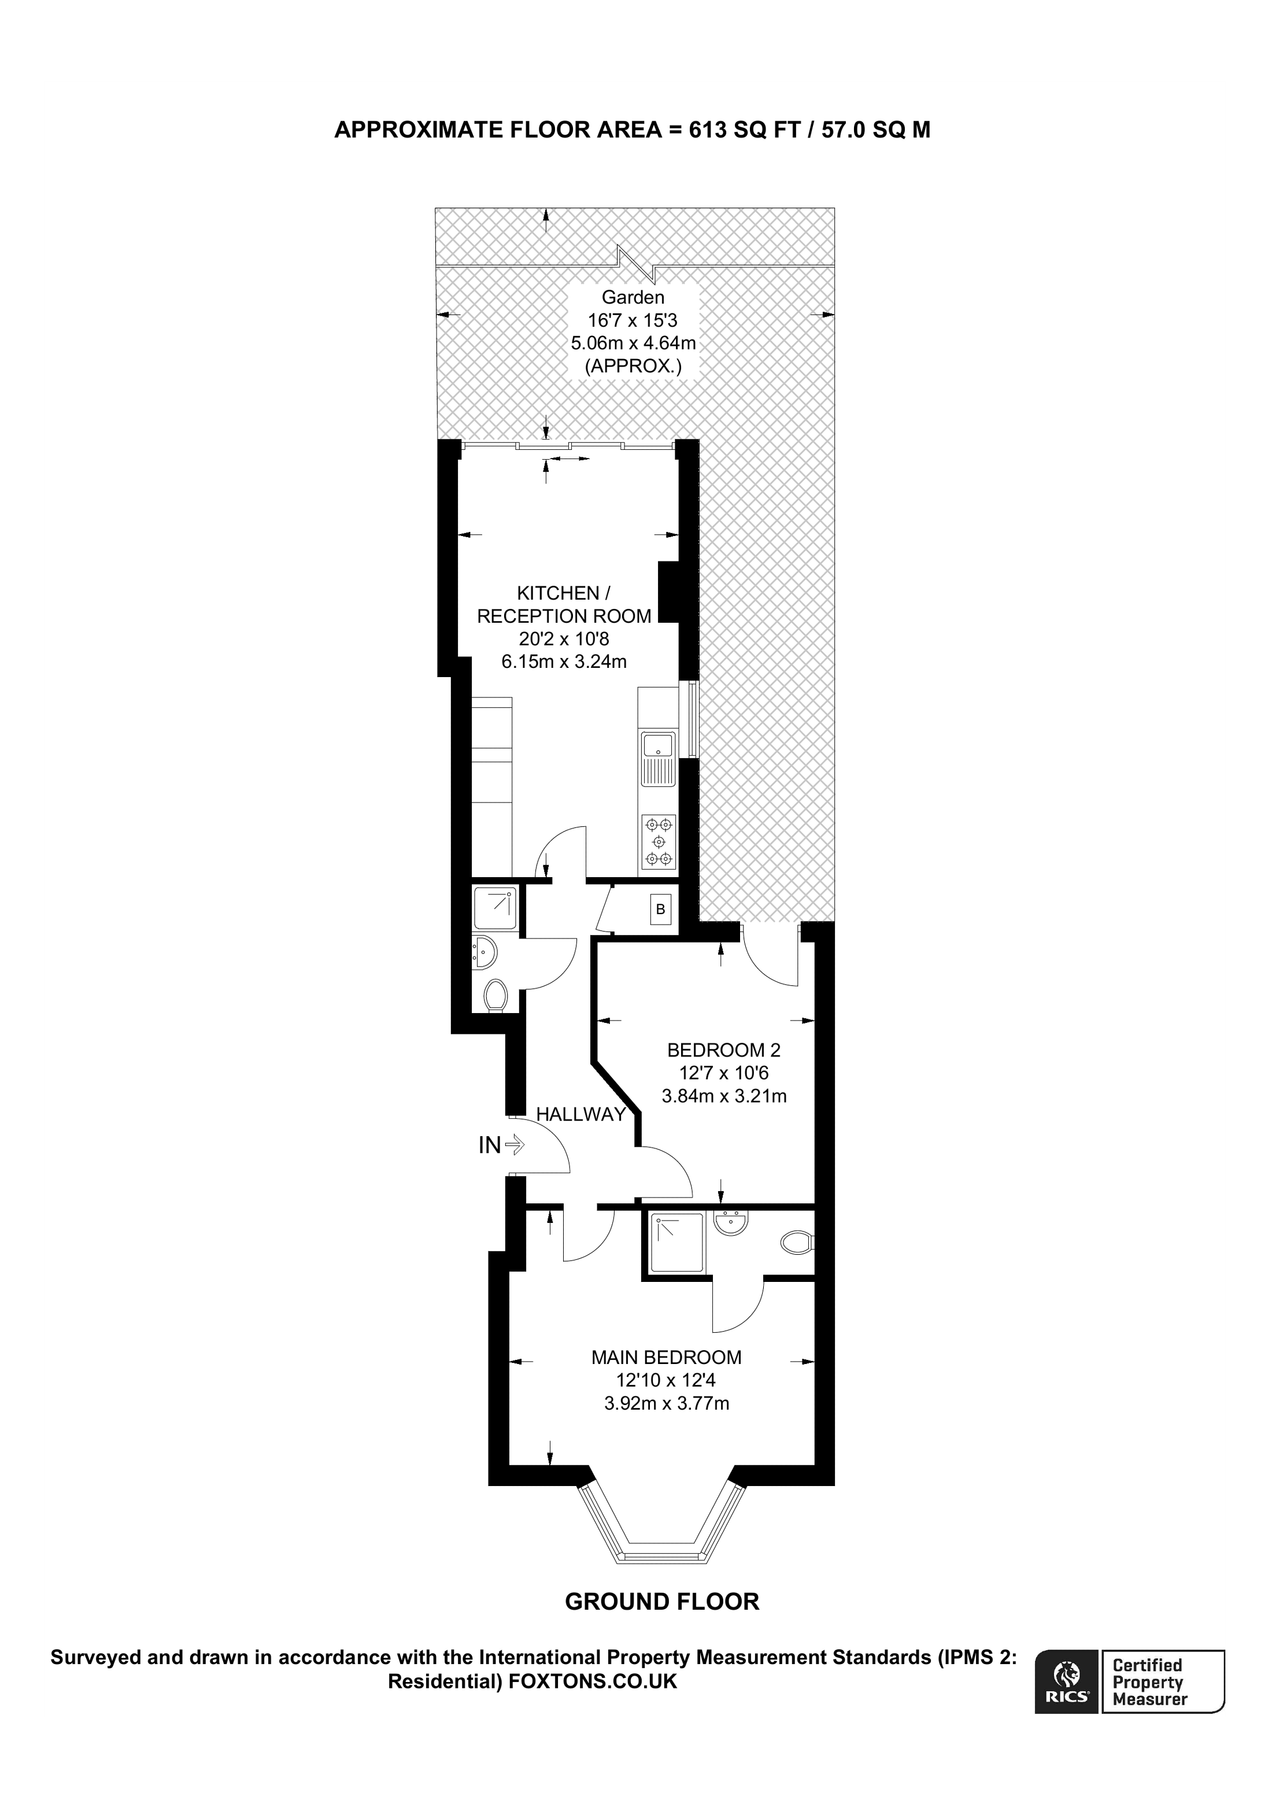 APPROXIMATE FLOOR AREA = 613 SQ FT / 57.0 SQ M
Garden
16'7 x 15'3
5.06m x 4.64m
(APPROX.)
KITCHEN /
RECEPTION ROOM
20'2 x 10'8
6.15m x 3.24m
B
BEDROOM 2
12'7 x 10'6
3.84m x 3.21m
HALLWAY
IN
MAIN BEDROOM
12'10 x 12'4
3.92m x 3.77m
GROUND FLOOR
Surveyed and drawn in accordance with the International Property Measurement Standards (IPMS 2:
Residential) FOXTONS.CO.UK
RICS
Certified
Property
Measurer